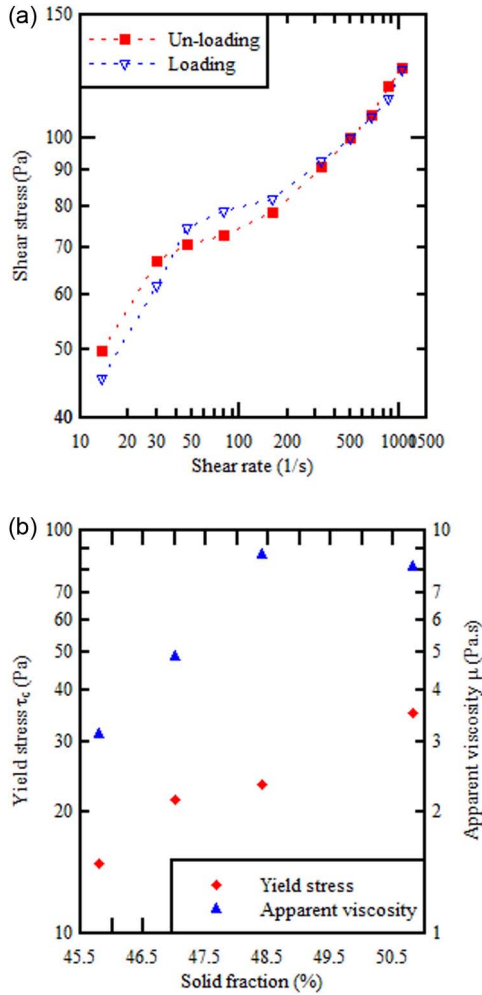 (a)
150
Un-loading
Loading
100
90
80
70
60
50
40
Shear stress (Pa)
10 20 30 50 100 200 500 1000 1500
Shear rate (1/s)
(b)
100
80
70
60
50
40
30
20
10
Yield stress τc (Pa)
10
8
7
6
5
4
3
2
1
Apparent viscosity μ (Pa.s)
Yield stress
Apparent viscosity
45.5 46.5 47.5 48.5 49.5 50.5
Solid fraction (%)